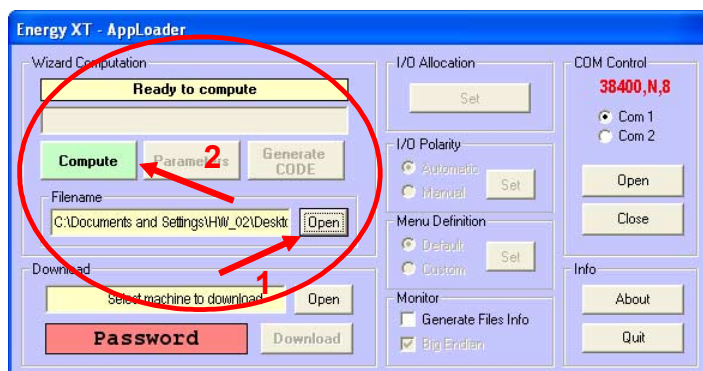 Energy XT - AppLoader
Wizard Computation
Ready to compute
Compute
Parameters
Generate
CODE
2
Filename
C:\Documents and Settings\HW_02\Deskto
Open
1
Download
Select machine to download
Open
Password
Download
I/O Allocation
Set
I/O Polarity
Automatic
Manual
Set
Menu Definition
Default
Custom
Set
Monitor
Generate Files Info
Big Endian
COM Control
38400,N,8
Com 1
Com 2
Open
Close
Info
About
Quit